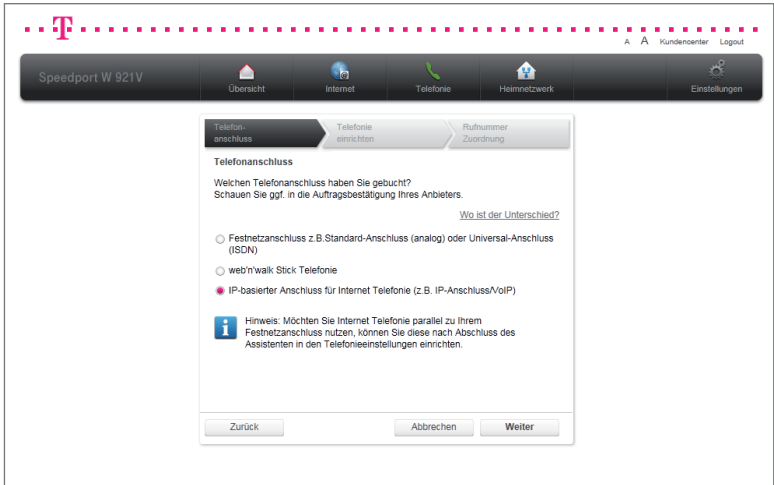 T
A A Kundencenter Logout
Speedport W 921V
Übersicht Internet Telefonie Heimnetzwerk Einstellungen
Telefon-
anschluss
Telefonie
einrichten
Rufnummer
Zuordnung
Telefonanschluss
Welchen Telefonanschluss haben Sie gebucht?
Schauen Sie ggf. in die Auftragsbestätigung Ihres Anbieters.
Wo ist der Unterschied?
Festnetzanschluss z.B.Standard-Anschluss (analog) oder Universal-Anschluss
(ISDN)
web'n'walk Stick Telefonie
IP-basierter Anschluss für Internet Telefonie (z.B. IP-Anschluss/VoIP)
i
Hinweis: Möchten Sie Internet Telefonie parallel zu Ihrem
Festnetzanschluss nutzen, können Sie diese nach Abschluss des
Assistenten in den Telefonieeinstellungen einrichten.
Zurück Abbrechen Weiter